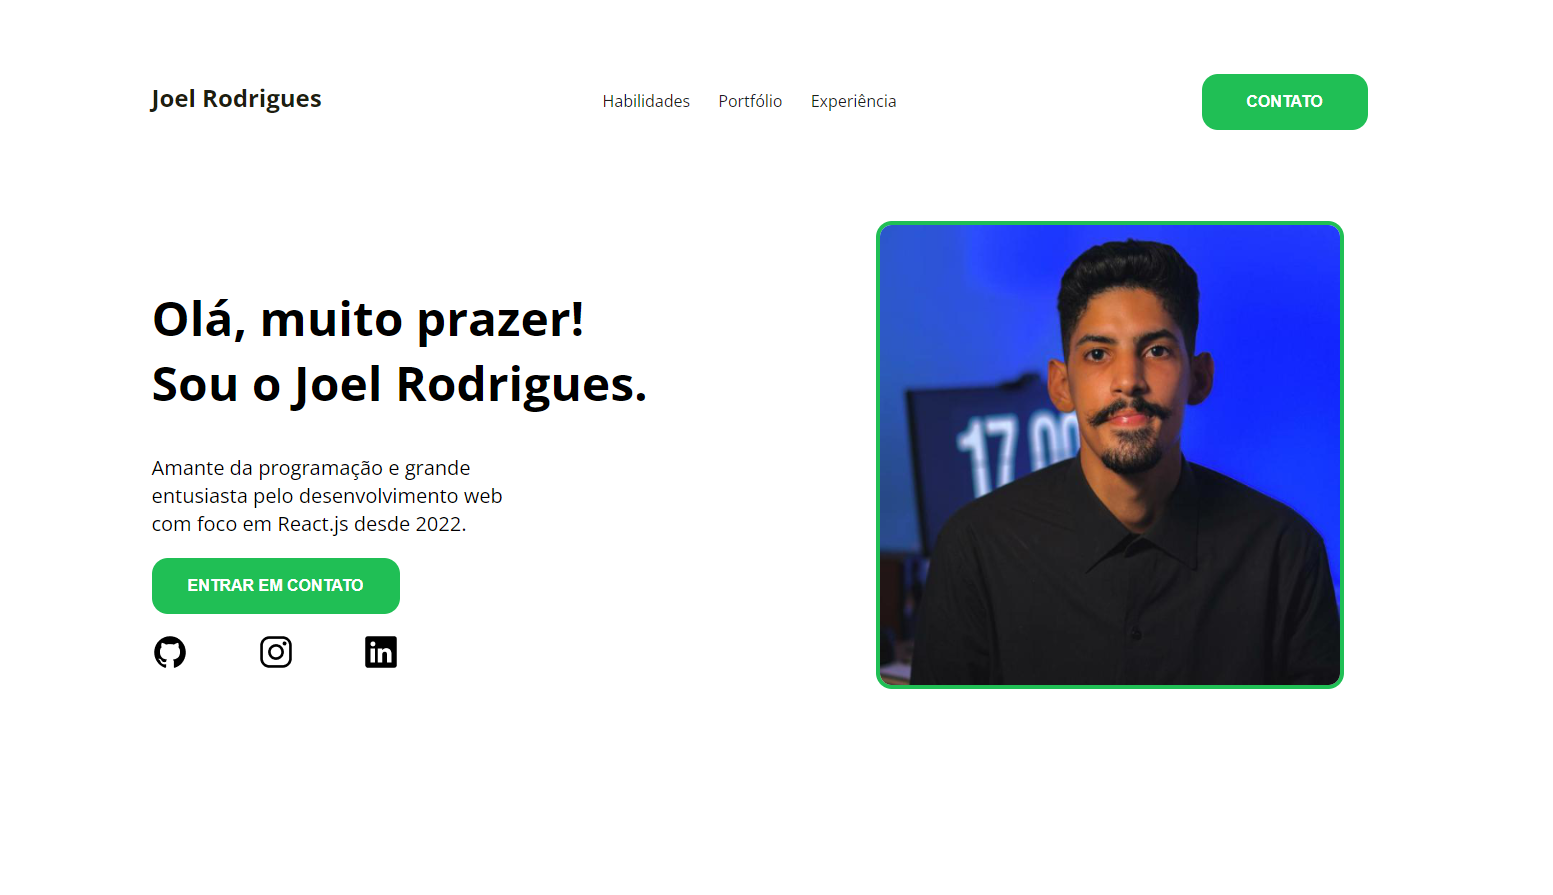 Joel Rodrigues
Habilidades Portfólio Experiência
CONTATO
Olá, muito prazer!
Sou o Joel Rodrigues.
Amante da programação e grande
entusiasta pelo desenvolvimento web
com foco em React.js desde 2022.
ENTRAR EM CONTATO
in
17